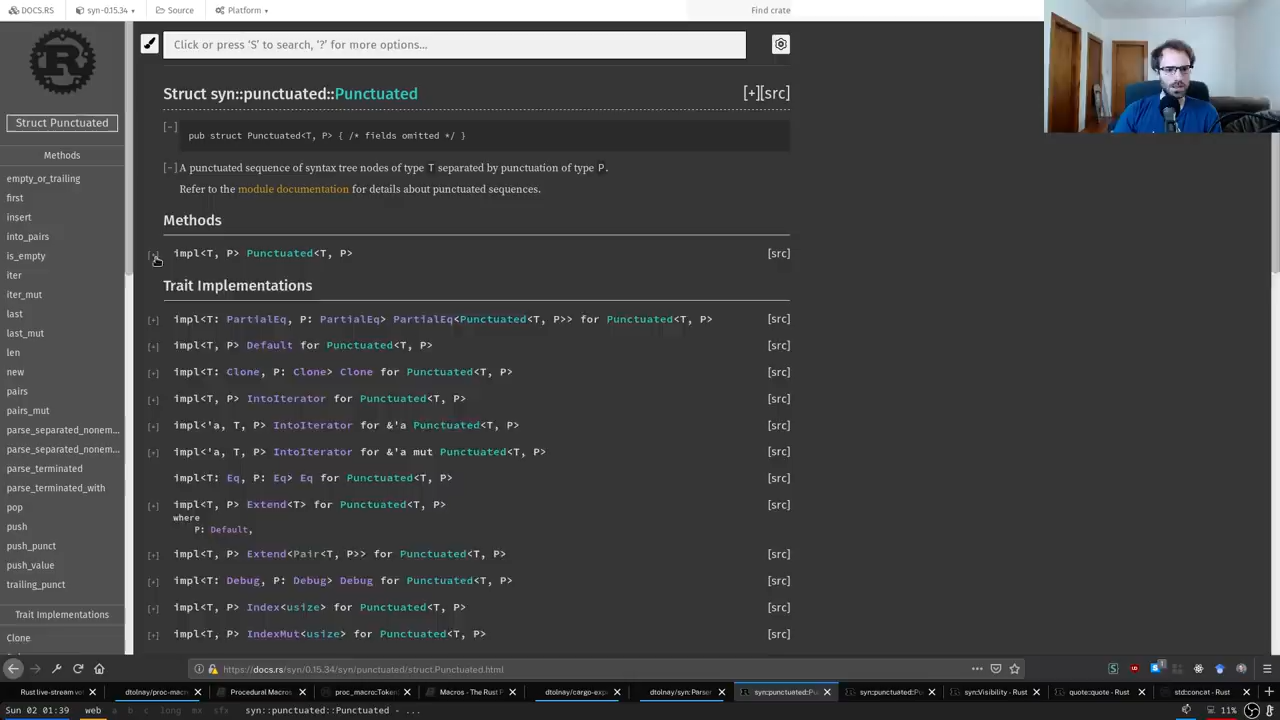 DOCS.RS
syn-0.15.34
Source
Platform
Find crate
Click or press ‘S’ to search, ‘?’ for more options…
Struct syn::punctuated::Punctuated
[+][src]
Struct Punctuated
Methods
empty_or_trailing
first
insert
into_pairs
is_empty
iter
iter_mut
last
last_mut
len
new
pairs
pairs_mut
parse_separated_nonem...
parse_separated_nonem...
parse_terminated
parse_terminated_with
pop
push
push_punct
push_value
trailing_punct
Trait Implementations
Clone
[-]
pub struct Punctuated<T, P> { /* fields omitted */ }
[-] A punctuated sequence of syntax tree nodes of type T separated by punctuation of type P.
Refer to the module documentation for details about punctuated sequences.
Methods
impl<T, P> Punctuated<T, P> [src]
Trait Implementations
[+] impl<T: PartialEq, P: PartialEq> PartialEq<Punctuated<T, P>> for Punctuated<T, P> [src]
[+] impl<T, P> Default for Punctuated<T, P> [src]
[+] impl<T: Clone, P: Clone> Clone for Punctuated<T, P> [src]
[+] impl<T, P> IntoIterator for Punctuated<T, P> [src]
[+] impl<'a, T, P> IntoIterator for &'a Punctuated<T, P> [src]
[+] impl<'a, T, P> IntoIterator for &'a mut Punctuated<T, P> [src]
impl<T: Eq, P: Eq> Eq for Punctuated<T, P> [src]
[+] impl<T, P> Extend<T> for Punctuated<T, P> [src]
where
P: Default,
[+] impl<T, P> Extend<Pair<T, P>> for Punctuated<T, P> [src]
[+] impl<T: Debug, P: Debug> Debug for Punctuated<T, P> [src]
[+] impl<T, P> Index<usize> for Punctuated<T, P> [src]
[+] impl<T, P> IndexMut<usize> for Punctuated<T, P> [src]
https://docs.rs/syn/0.15.34/syn/punctuated/struct.Punctuated.html
Rust live-stream vot
dtolnay/proc-mac
Procedural Macros
proc_macro::Token
Macros - The Rust P
dtolnay/cargo-exp
dtolnay/syn: Parser
syn::punctuated::Pu
syn::punctuated::P
syn::Visibility - Rust
quote::quote - Rust
std::concat - Rust
Sun 02 01:39 web a b c long mx sfx syn::punctuated::Punctuated - ...
11%